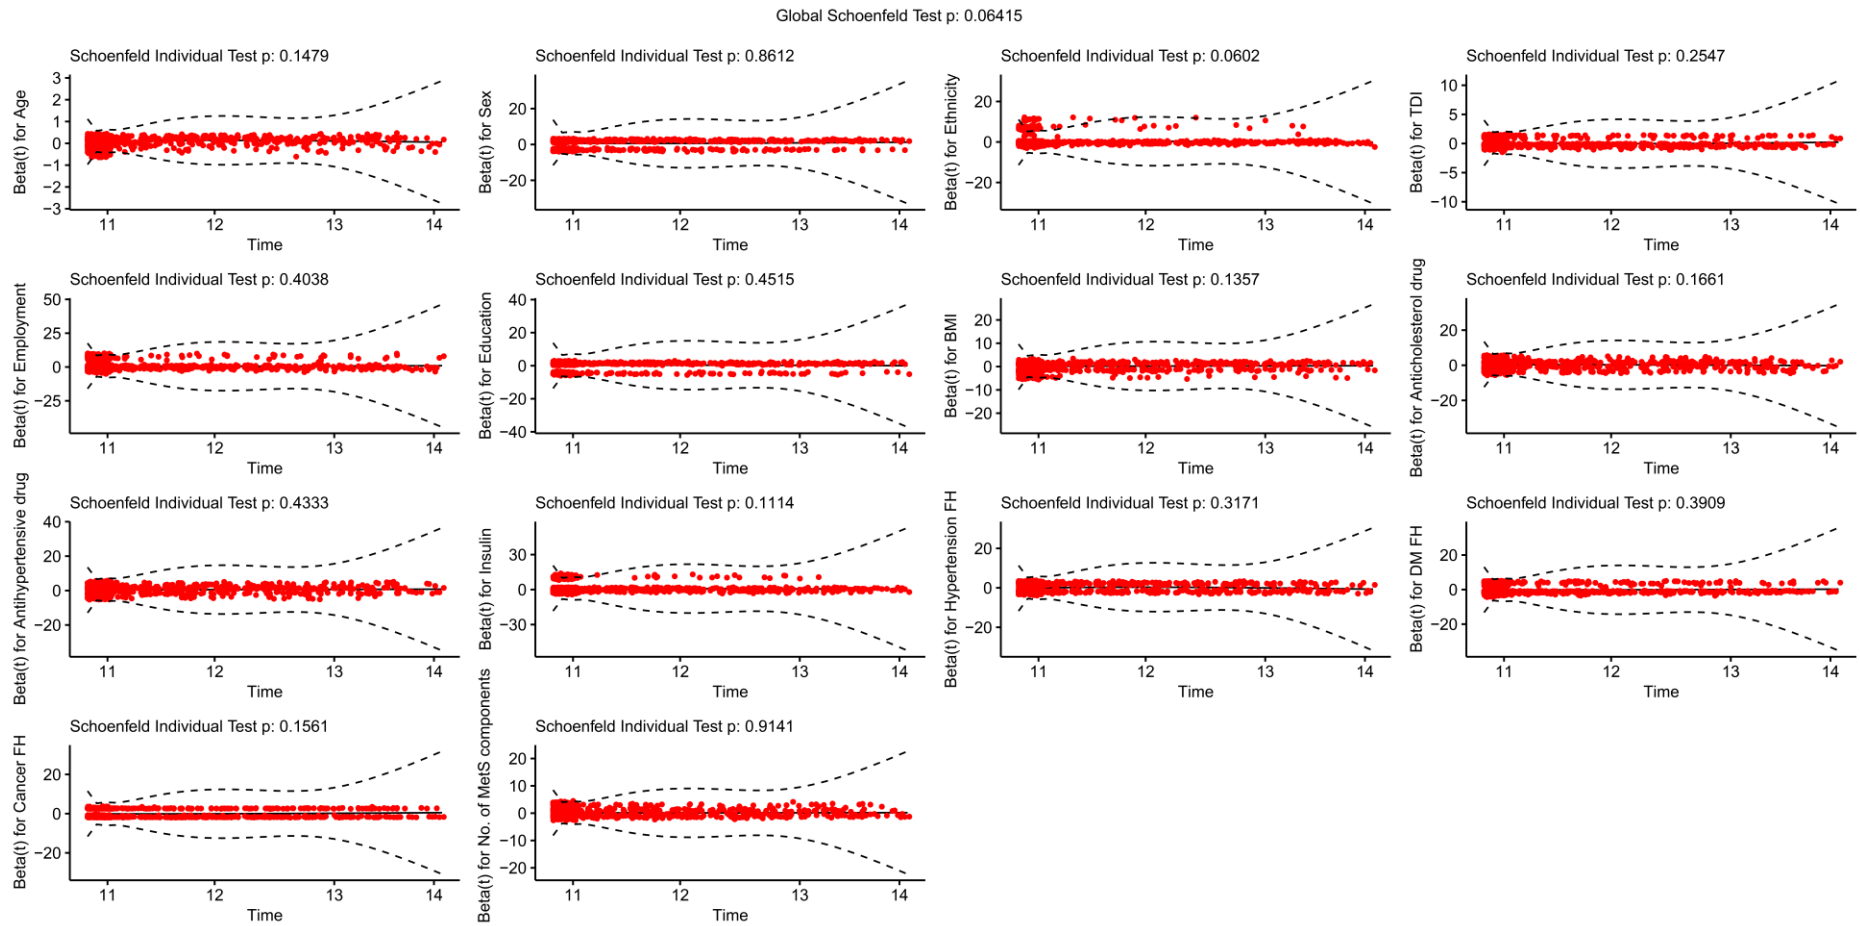 Global Schoenfeld Test p: 0.06415
Schoenfeld Individual Test p: 0.1479
Beta(t) for Age
3
2
1
0
−1
−2
−3
11 12 13 14
Time
Schoenfeld Individual Test p: 0.8612
Beta(t) for Sex
20
0
−20
11 12 13 14
Time
Schoenfeld Individual Test p: 0.0602
Beta(t) for Ethnicity
20
0
−20
11 12 13 14
Time
Schoenfeld Individual Test p: 0.2547
Beta(t) for TDI
10
5
0
−5
−10
11 12 13 14
Time
Schoenfeld Individual Test p: 0.4038
Beta(t) for Employment
50
25
0
−25
11 12 13 14
Time
Schoenfeld Individual Test p: 0.4515
Beta(t) for Education
40
20
0
−20
−40
11 12 13 14
Time
Schoenfeld Individual Test p: 0.1357
Beta(t) for BMI
20
10
0
−10
−20
11 12 13 14
Time
Schoenfeld Individual Test p: 0.1661
Beta(t) for Anticholesterol drug
20
0
−20
11 12 13 14
Time
Schoenfeld Individual Test p: 0.4333
Beta(t) for Antihypertensive drug
40
20
0
−20
11 12 13 14
Time
Schoenfeld Individual Test p: 0.1114
Beta(t) for Insulin
30
0
−30
11 12 13 14
Time
Schoenfeld Individual Test p: 0.3171
Beta(t) for Hypertension FH
20
0
−20
11 12 13 14
Time
Schoenfeld Individual Test p: 0.3909
Beta(t) for DM FH
20
0
−20
11 12 13 14
Time
Schoenfeld Individual Test p: 0.1561
Beta(t) for Cancer FH
20
0
−20
11 12 13 14
Time
Schoenfeld Individual Test p: 0.9141
Beta(t) for No. of MetS components
20
10
0
−10
−20
11 12 13 14
Time